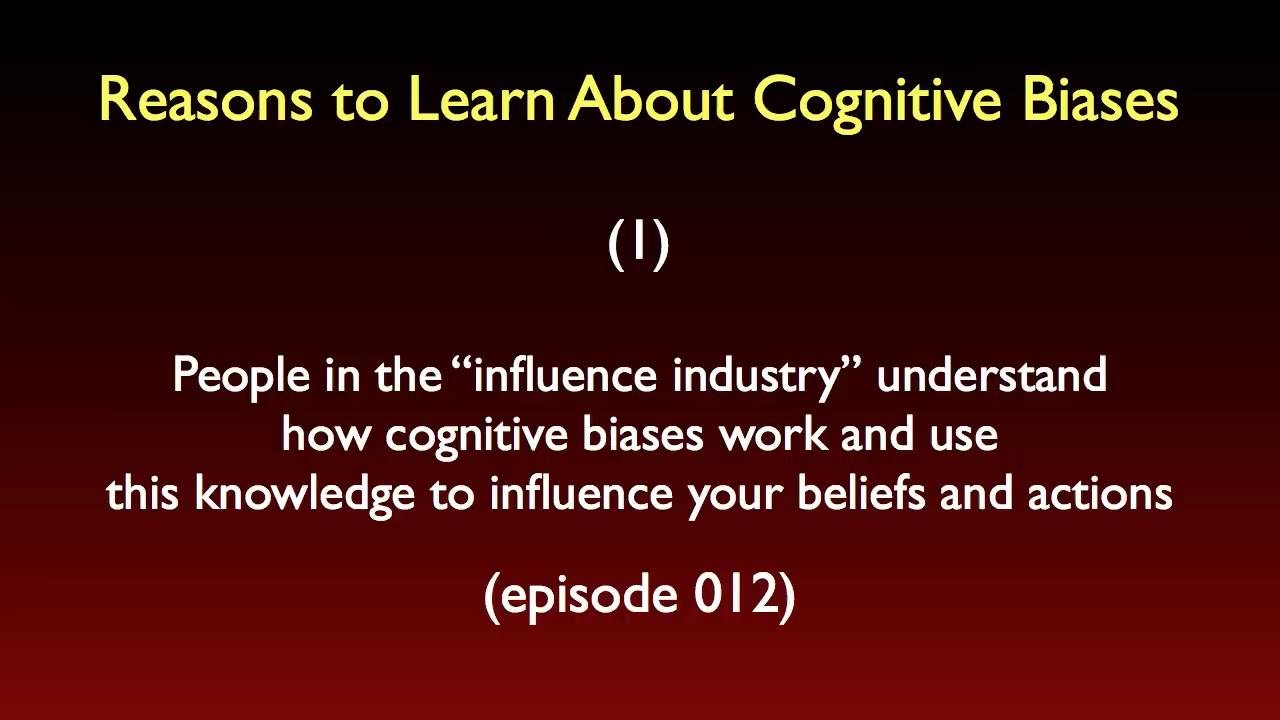 Reasons to Learn About Cognitive Biases
(1)
People in the “influence industry” understand
how cognitive biases work and use
this knowledge to influence your beliefs and actions
(episode 012)